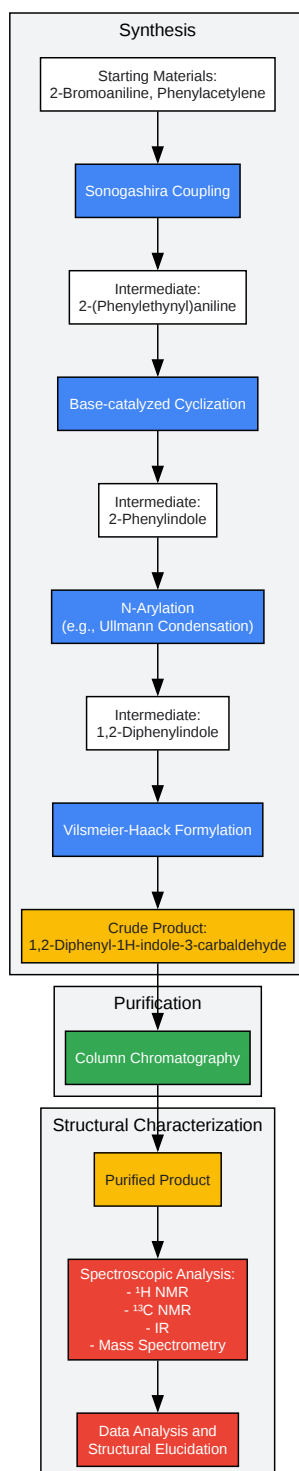 Synthesis
Starting Materials:
2-Bromoaniline, Phenylacetylene
Sonogashira Coupling
Intermediate:
2-(Phenylethynyl)aniline
Base-catalyzed Cyclization
Intermediate:
2-Phenylindole
N-Arylation
(e.g., Ullmann Condensation)
Intermediate:
1,2-Diphenylindole
Vilsmeier-Haack Formylation
Crude Product:
1,2-Diphenyl-1H-indole-3-carbaldehyde
Purification
Column Chromatography
Structural Characterization
Purified Product
Spectroscopic Analysis:
- ¹H NMR
- ¹³C NMR
- IR
- Mass Spectrometry
Data Analysis and
Structural Elucidation